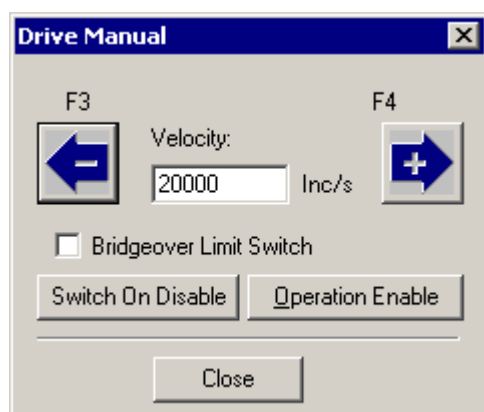 Drive Manual
F3 F4
Velocity:
- 20000 Inc/s +
Bridgeover Limit Switch
Switch On Disable Operation Enable
Close